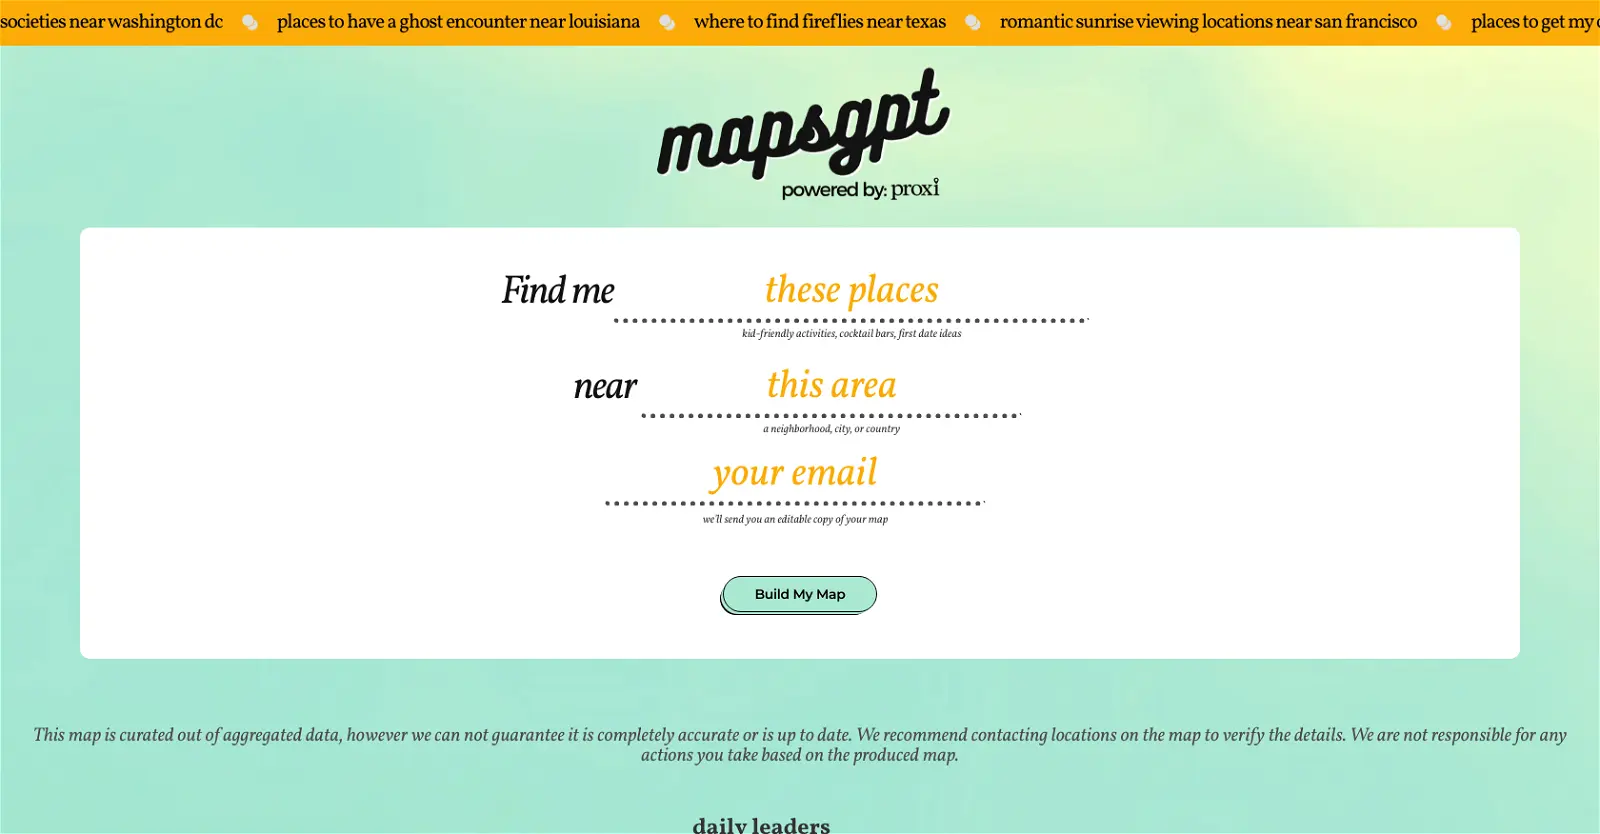 societies near washington dc places to have a ghost encounter near louisiana where to find fireflies near texas romantic sunrise viewing locations near san francisco places to get my
mapsgpt
powered by: proxi
Find me these places
kid-friendly activities, cocktail bars, first date ideas
near this area
a neighborhood, city, or country
your email
we'll send you an editable copy of your map
Build My Map
This map is curated out of aggregated data, however we can not guarantee it is completely accurate or is up to date. We recommend contacting locations on the map to verify the details. We are not responsible for any
actions you take based on the produced map.
daily leaders